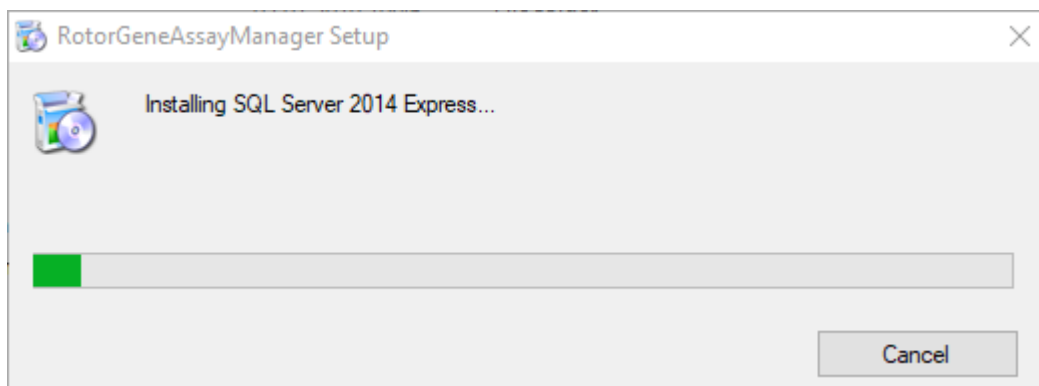 RotorGeneAssayManager Setup
Installing SQL Server 2014 Express...
Cancel